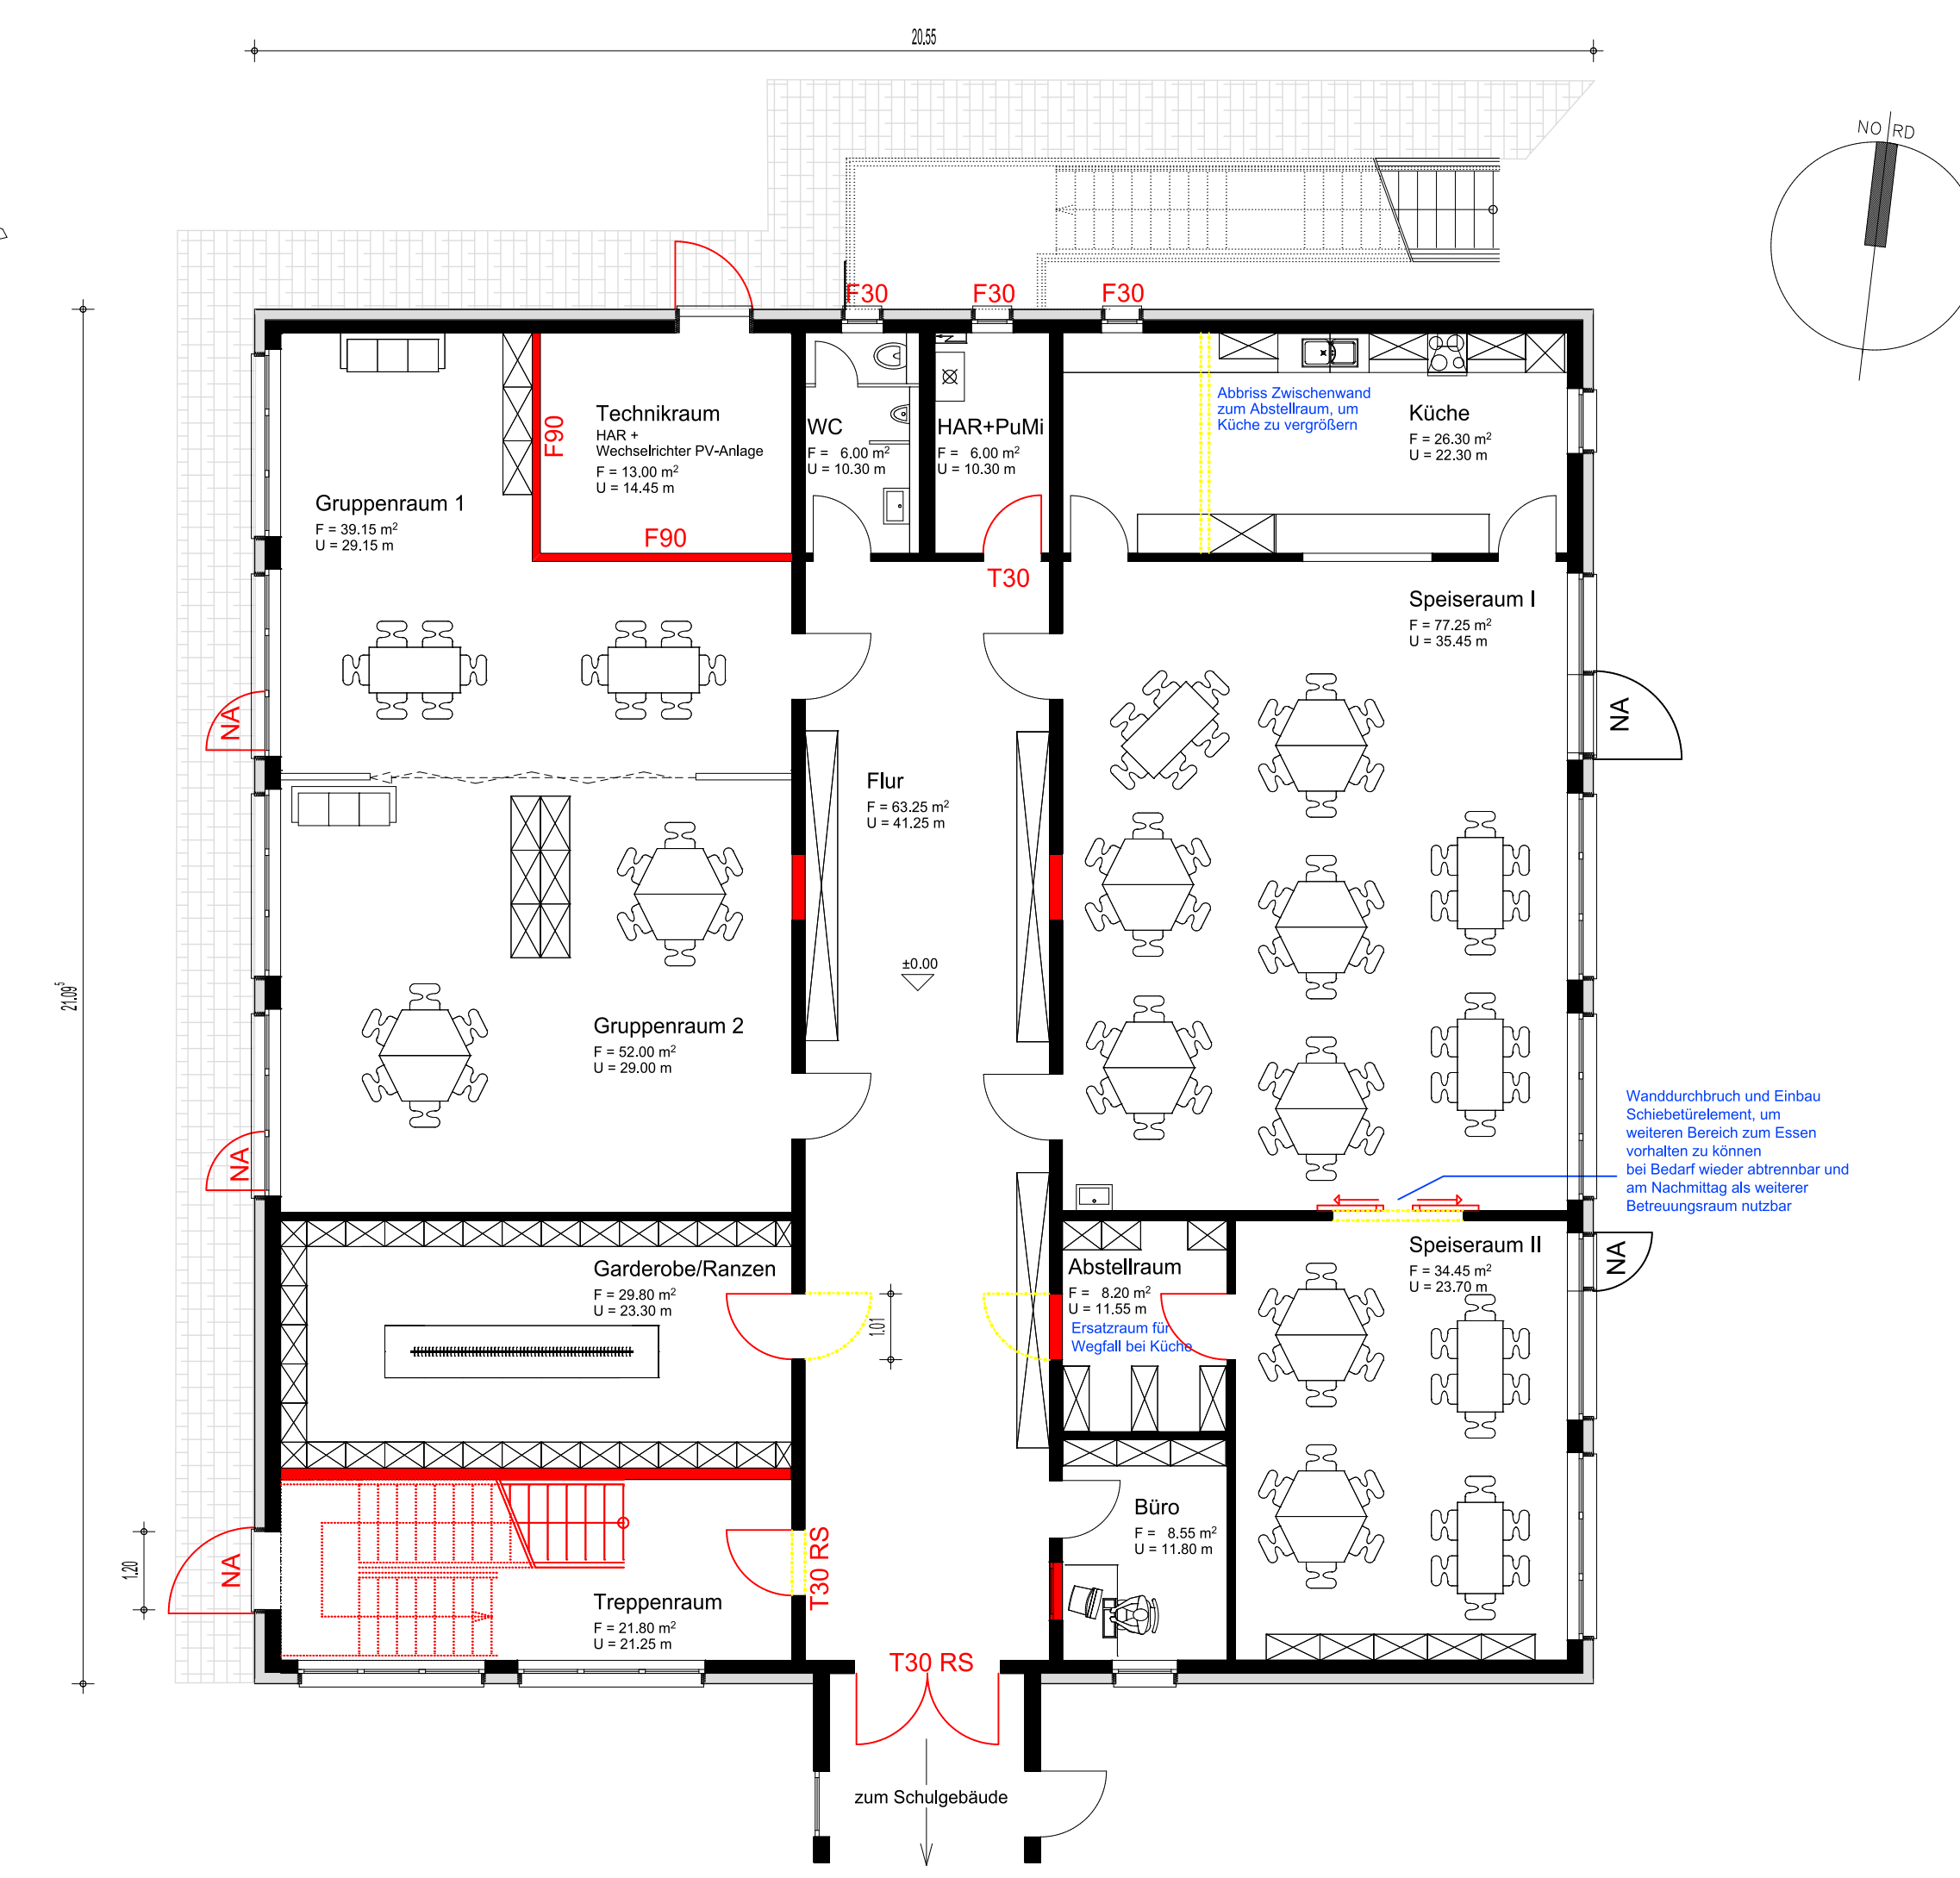 20.55
NO RD
F30
F30
F30
Technikraum
HAR +
Wechselrichter PV-Anlage
F = 13.00 m²
U = 14.45 m
F90
F90
WC
F = 6.00 m²
U = 10.30 m
HAR+PuMi
F = 6.00 m²
U = 10.30 m
T30
Abbriss Zwischenwand
zum Abstellraum, um
Küche zu vergrößern
Küche
F = 26.30 m²
U = 22.30 m
Gruppenraum 1
F = 39.15 m²
U = 29.15 m
Speiseraum I
F = 77.25 m²
U = 35.45 m
NA
NA
Flur
F = 63.25 m²
U = 41.25 m
±0.00
21.09⁵
Gruppenraum 2
F = 52.00 m²
U = 29.00 m
NA
Wanddurchbruch und Einbau
Schiebetürelement, um
weiteren Bereich zum Essen
vorhalten zu können
bei Bedarf wieder abtrennbar und
am Nachmittag als weiterer
Betreuungsraum nutzbar
Garderobe/Ranzen
F = 29.80 m²
U = 23.30 m
1.01
Abstellraum
F = 8.20 m²
U = 11.55 m
Ersatzraum für
Wegfall bei Küche
Speiseraum II
F = 34.45 m²
U = 23.70 m
NA
Büro
F = 8.55 m²
U = 11.80 m
1.20
NA
T30 RS
Treppenraum
F = 21.80 m²
U = 21.25 m
T30 RS
zum Schulgebäude